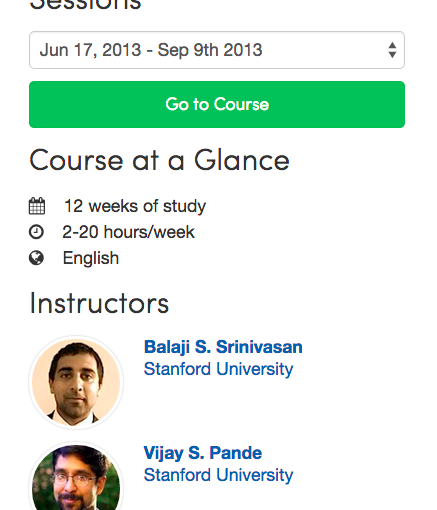 Sessions
Jun 17, 2013 - Sep 9th 2013
Go to Course
Course at a Glance
12 weeks of study
2-20 hours/week
English
Instructors
Balaji S. Srinivasan
Stanford University
Vijay S. Pande
Stanford University